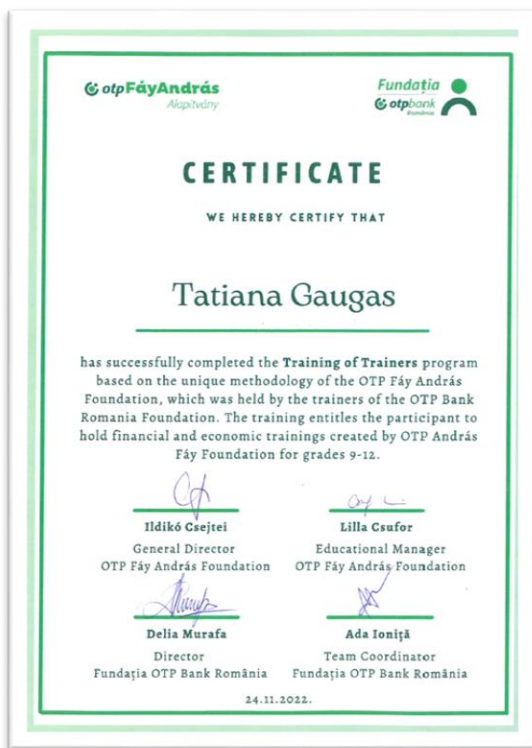 otp FáyAndrás
Alapítvány
Fundația
otpbank
România
CERTIFICATE
WE HEREBY CERTIFY THAT
Tatiana Gaugas
has successfully completed the Training of Trainers program
based on the unique methodology of the OTP Fáy András
Foundation, which was held by the trainers of the OTP Bank
Romania Foundation. The training entitles the participant to
hold financial and economic trainings created by OTP András
Fáy Foundation for grades 9-12.
Ildikó Csejtei
General Director
OTP Fáy András Foundation
Lilla Csufor
Educational Manager
OTP Fáy András Foundation
Delia Murafa
Director
Fundația OTP Bank România
Ada Ioniță
Team Coordinator
Fundația OTP Bank România
24.11.2022.